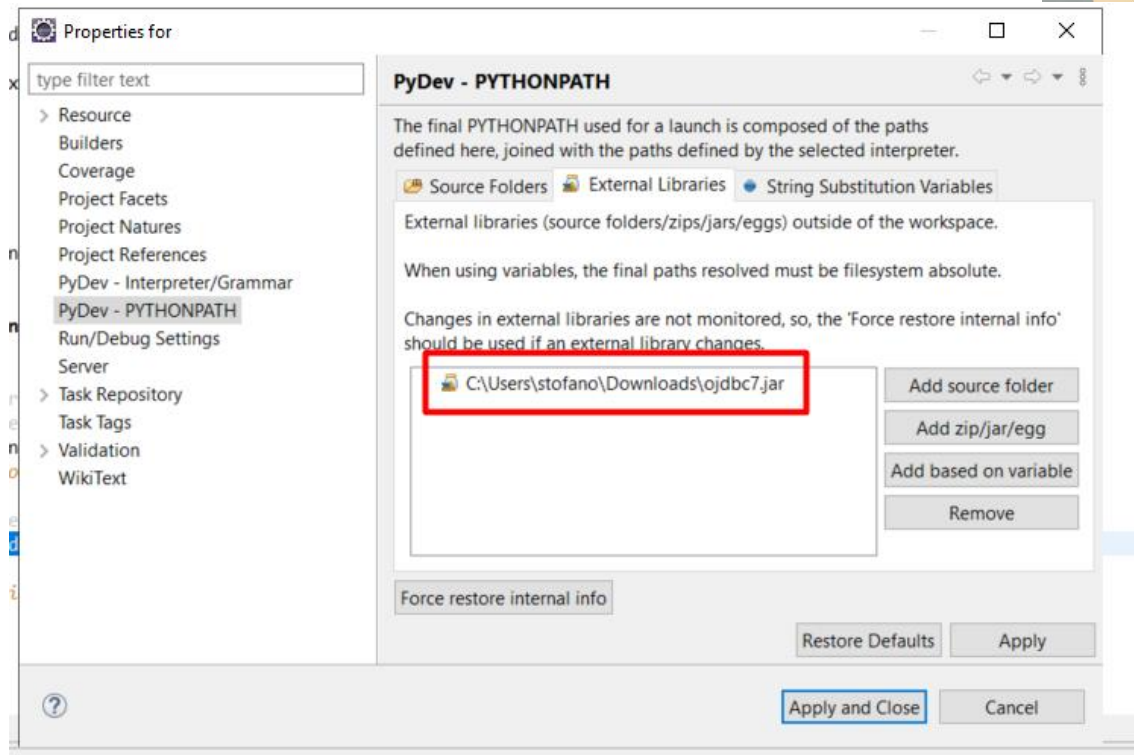 Properties for
type filter text
Resource
Builders
Coverage
Project Facets
Project Natures
Project References
PyDev - Interpreter/Grammar
PyDev - PYTHONPATH
Run/Debug Settings
Server
Task Repository
Task Tags
Validation
WikiText
PyDev - PYTHONPATH
The final PYTHONPATH used for a launch is composed of the paths
defined here, joined with the paths defined by the selected interpreter.
Source Folders External Libraries String Substitution Variables
External libraries (source folders/zips/jars/eggs) outside of the workspace.
When using variables, the final paths resolved must be filesystem absolute.
Changes in external libraries are not monitored, so, the 'Force restore internal info'
should be used if an external library changes.
C:\Users\stofano\Downloads\ojdbc7.jar
Add source folder
Add zip/jar/egg
Add based on variable
Remove
Force restore internal info
Restore Defaults Apply
Apply and Close Cancel